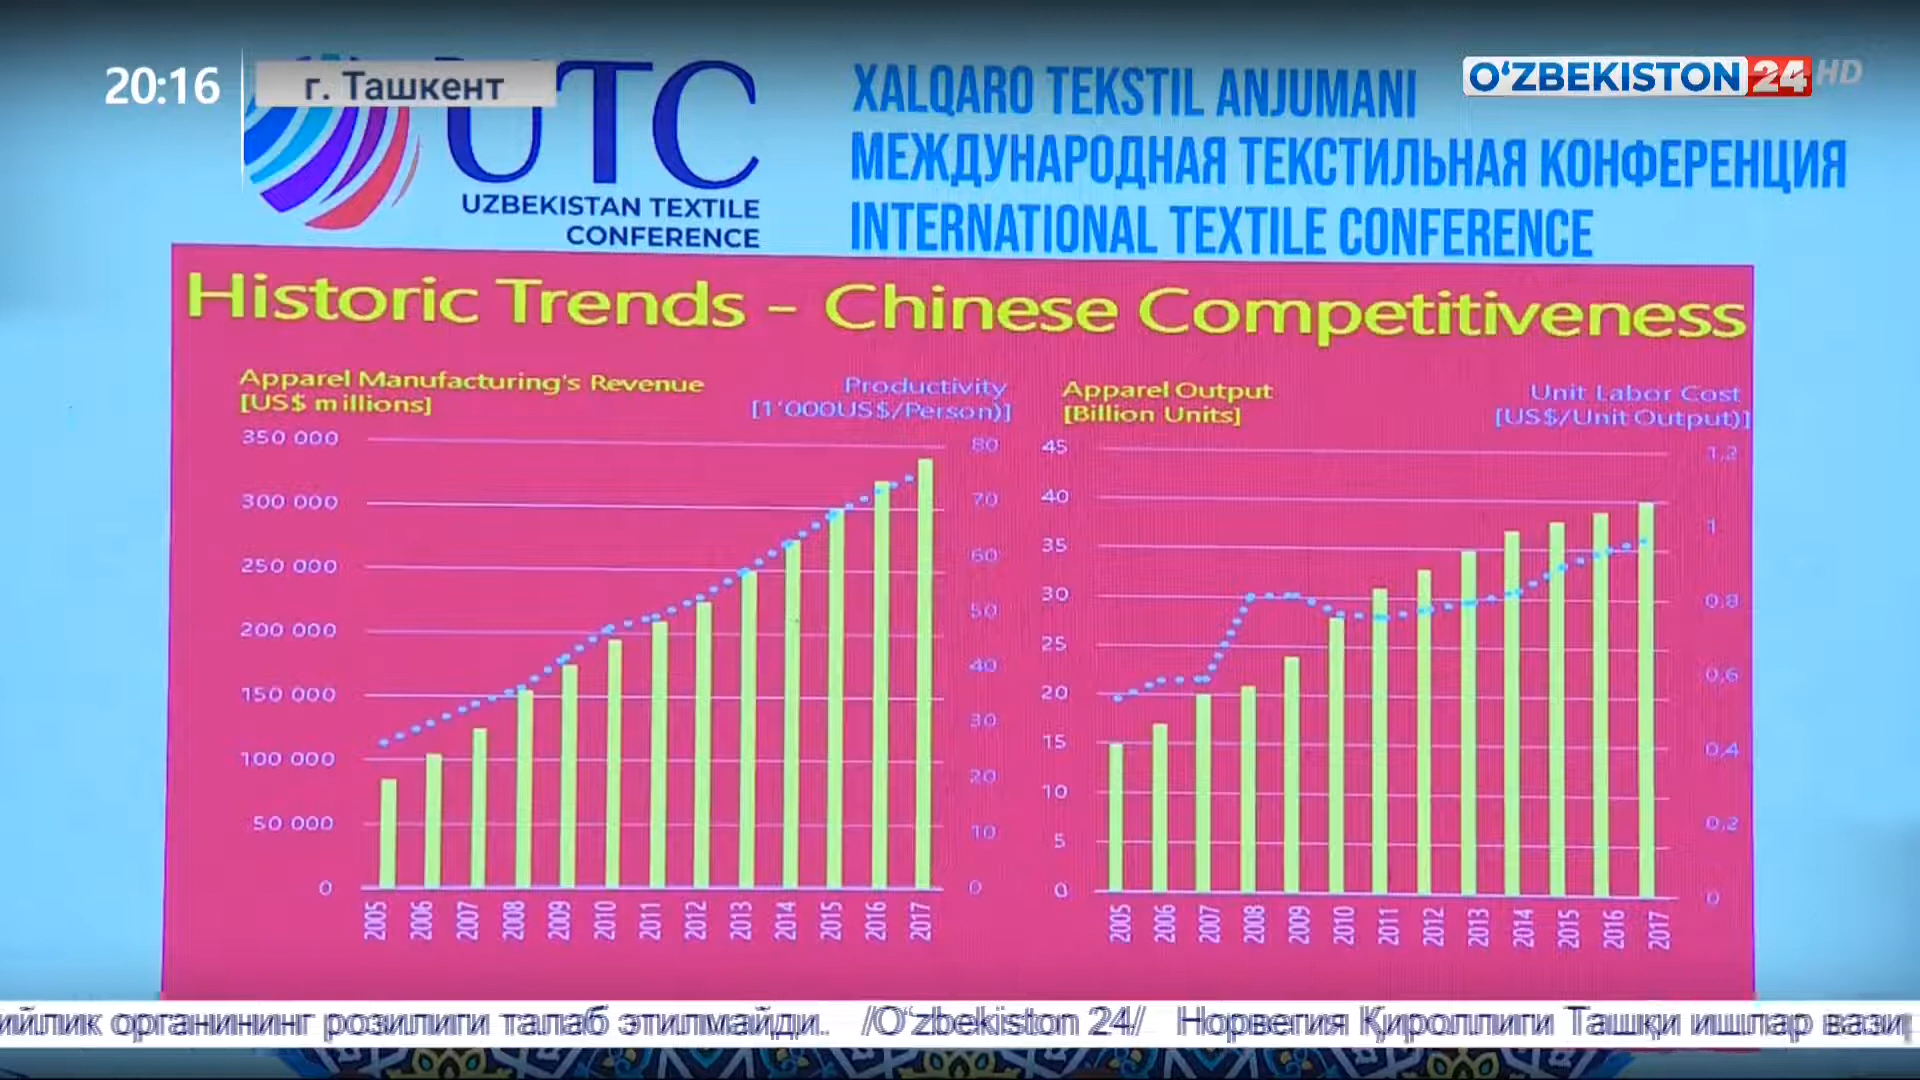 20:16
г. Ташкент
UTC
UZBEKISTAN TEXTILE
CONFERENCE
XALQARO TEKSTIL ANJUMANI
МЕЖДУНАРОДНАЯ ТЕКСТИЛЬНАЯ КОНФЕРЕНЦИЯ
INTERNATIONAL TEXTILE CONFERENCE
O‘ZBEKISTON 24 HD
Historic Trends – Chinese Competitiveness
Apparel Manufacturing's Revenue
[US$ millions]
Productivity
[1'000US$/Person)]
350 000
300 000
250 000
200 000
150 000
100 000
50 000
0
80
70
60
50
40
30
20
10
0
2005 2006 2007 2008 2009 2010 2011 2012 2013 2014 2015 2016 2017
Apparel Output
[Billion Units]
Unit Labor Cost
[US$/Unit Output)]
45
40
35
30
25
20
15
10
5
0
1,2
1
0,8
0,6
0,4
0,2
0
2005 2006 2007 2008 2009 2010 2011 2012 2013 2014 2015 2016 2017
ийлик органининг розилиги талаб этилмайди. /O‘zbekiston 24/ Норвегия Қироллиги Ташқи ишлар вази